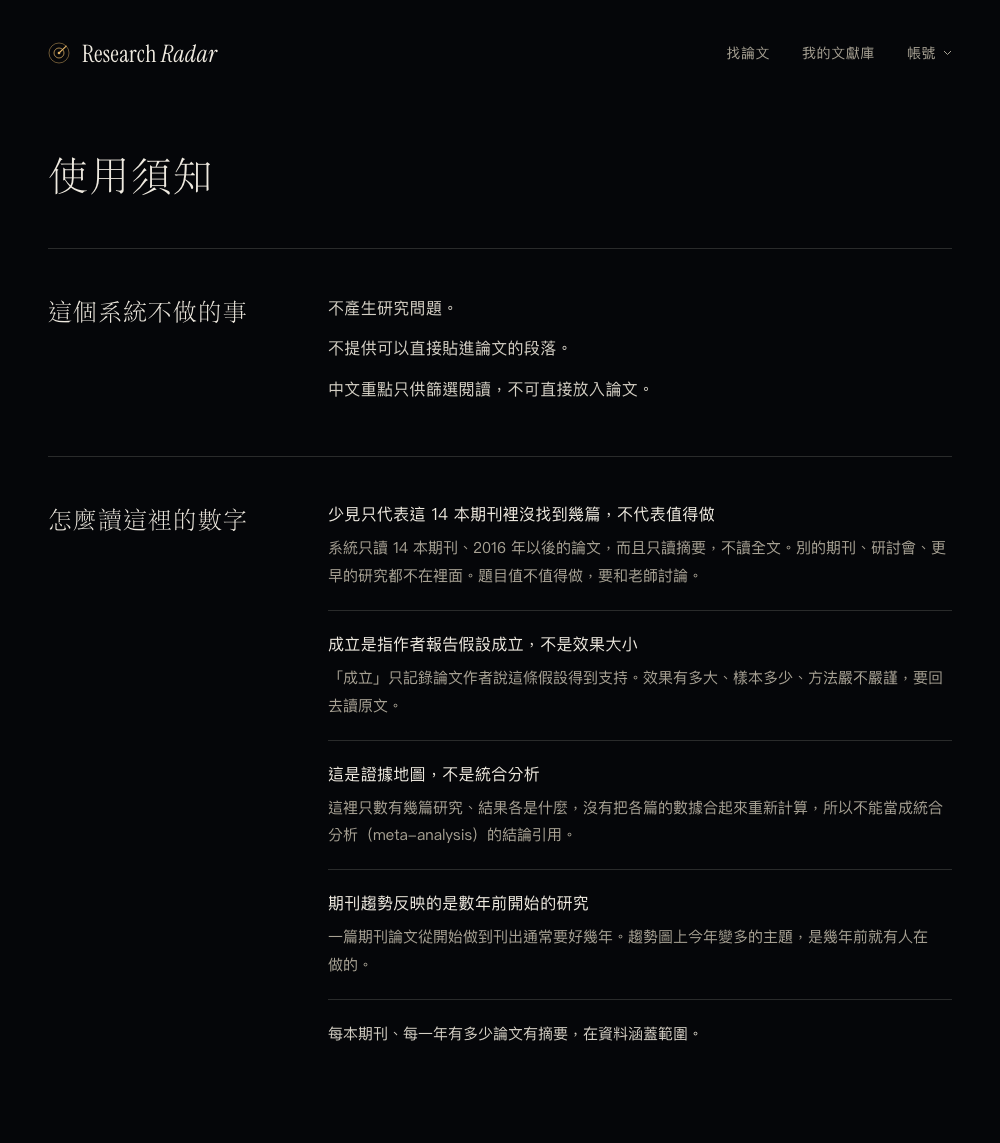 Research Radar
找論文
我的文獻庫
帳號
使用須知
這個系統不做的事
不產生研究問題。
不提供可以直接貼進論文的段落。
中文重點只供篩選閱讀，不可直接放入論文。
怎麼讀這裡的數字
少見只代表這 14 本期刊裡沒找到幾篇，不代表值得做
系統只讀 14 本期刊、2016 年以後的論文，而且只讀摘要，不讀全文。別的期刊、研討會、更
早的研究都不在裡面。題目值不值得做，要和老師討論。
成立是指作者報告假設成立，不是效果大小
「成立」只記錄論文作者說這條假設得到支持。效果有多大、樣本多少、方法嚴不嚴謹，要回
去讀原文。
這是證據地圖，不是統合分析
這裡只數有幾篇研究、結果各是什麼，沒有把各篇的數據合起來重新計算，所以不能當成統合
分析（meta-analysis）的結論引用。
期刊趨勢反映的是數年前開始的研究
一篇期刊論文從開始做到刊出通常要好幾年。趨勢圖上今年變多的主題，是幾年前就有人在
做的。
每本期刊、每一年有多少論文有摘要，在資料涵蓋範圍。